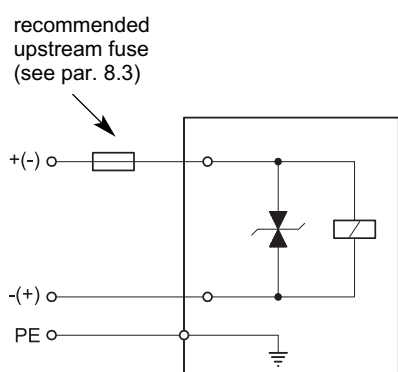 recommended
upstream fuse
(see par. 8.3)
+(-)
-(+)
PE